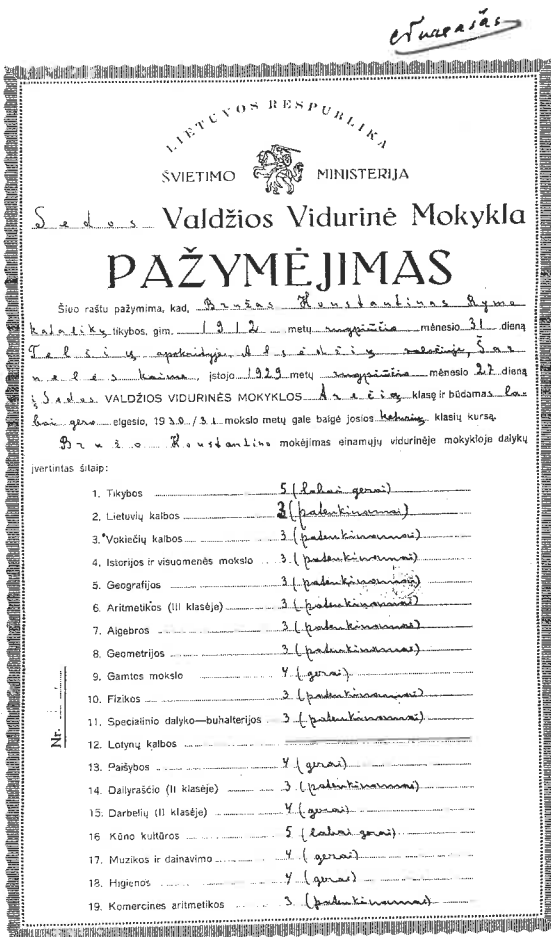 Nuorašas
LIETUVOS RESPUBLIKA
ŠVIETIMO MINISTERIJA
Sedos Valdžios Vidurinė Mokykla
PAŽYMĖJIMAS
Šiuo raštu pažymima, kad, Bružas Konstantinas Rymo
katalikų tikybos, gim. 1912 metų rugpiūčio mėnesio 31 dieną
Telšių apskrityje, Alsėdžių valsčiuje, Šar
nelės kaime, įstojo 1929 metų rugpiūčio mėnesio 27 dieną
į Sedos VALDŽIOS VIDURINĖS MOKYKLOS trečią klasę ir būdamas la-
bai gero elgesio, 1930/31 mokslo metų gale baigė josios keturių klasių kursą.
Bružo Konstantino mokėjimas einamųjų vidurinėje mokykloje dalykų
įvertintas šitaip:
1. Tikybos 5 (labai gerai)
2. Lietuvių kalbos 3 (patenkinamai)
3. Vokiečių kalbos 3 (patenkinamai)
4. Istorijos ir visuomenės mokslo 3 (patenkinamai)
5. Geografijos 3 (patenkinamai)
6. Aritmetikos (III klasėje) 3 (patenkinamai)
7. Algebros 3 (patenkinamai)
8. Geometrijos 3 (patenkinamai)
9. Gamtos mokslo 4 (gerai)
10. Fizikos 3 (patenkinamai)
11. Specialinio dalyko—buhalterijos 3 (patenkinamai)
Nr.
12. Lotynų kalbos
13. Paišybos 4 (gerai)
14. Dailyraščio (II klasėje) 3 (patenkinamai)
15. Darbelių (II klasėje) 4 (gerai)
16 Kūno kultūros 5 (labai gerai)
17. Muzikos ir dainavimo 4 (gerai)
18. Higienos 4 (gerai)
19. Komercinės aritmetikos 3 (patenkinamai)